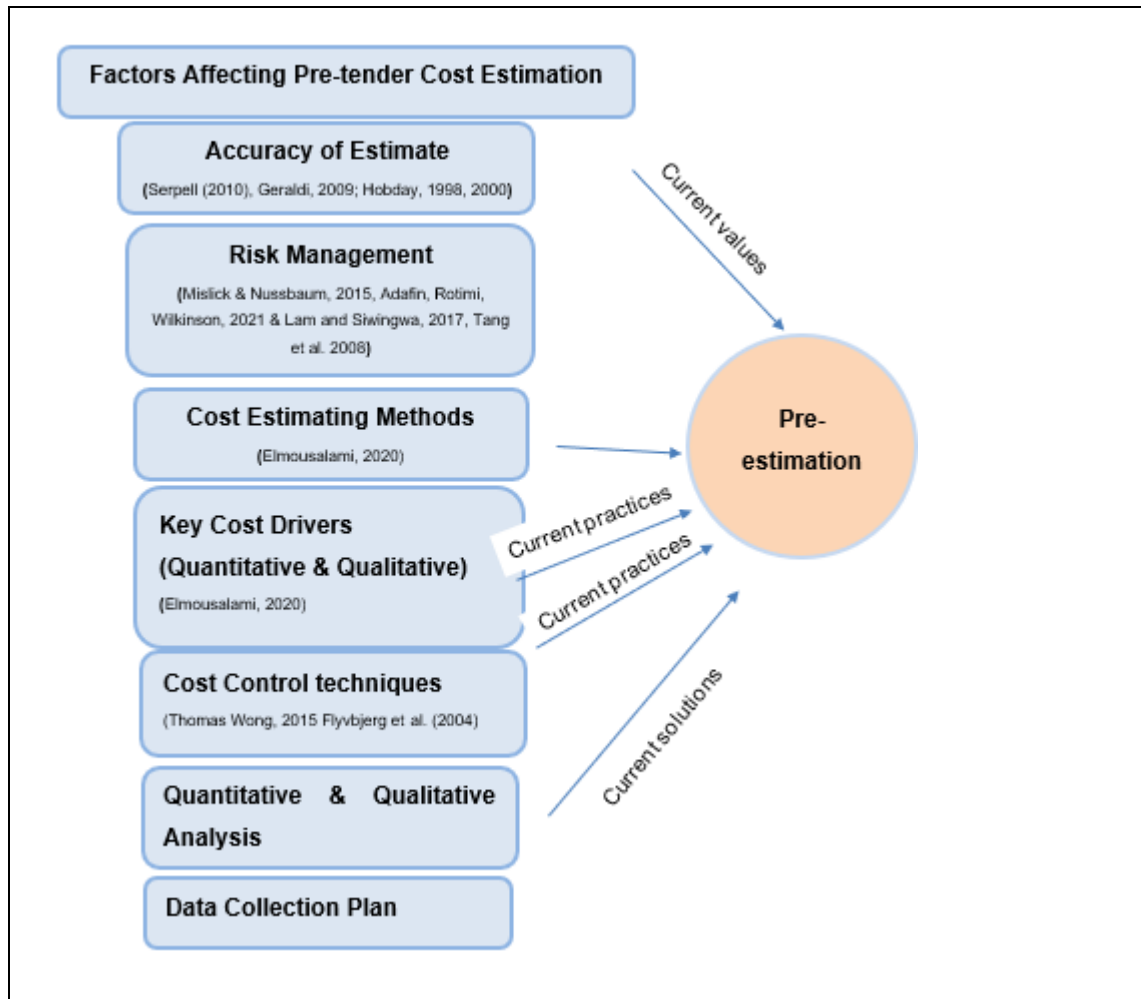 Factors Affecting Pre-tender Cost Estimation
Accuracy of Estimate
(Serpell (2010), Geraldi, 2009; Hobday, 1998, 2000)
Risk Management
(Mislick & Nussbaum, 2015, Adafin, Rotimi,
Wilkinson, 2021 & Lam and Siwingwa, 2017, Tang
et al. 2008)
Cost Estimating Methods
(Elmousalami, 2020)
Key Cost Drivers
(Quantitative & Qualitative)
(Elmousalami, 2020)
Cost Control techniques
(Thomas Wong, 2015 Flyvbjerg et al. (2004)
Quantitative & Qualitative
Analysis
Data Collection Plan
Current values
Current practices
Current practices
Current solutions
Pre-
estimation